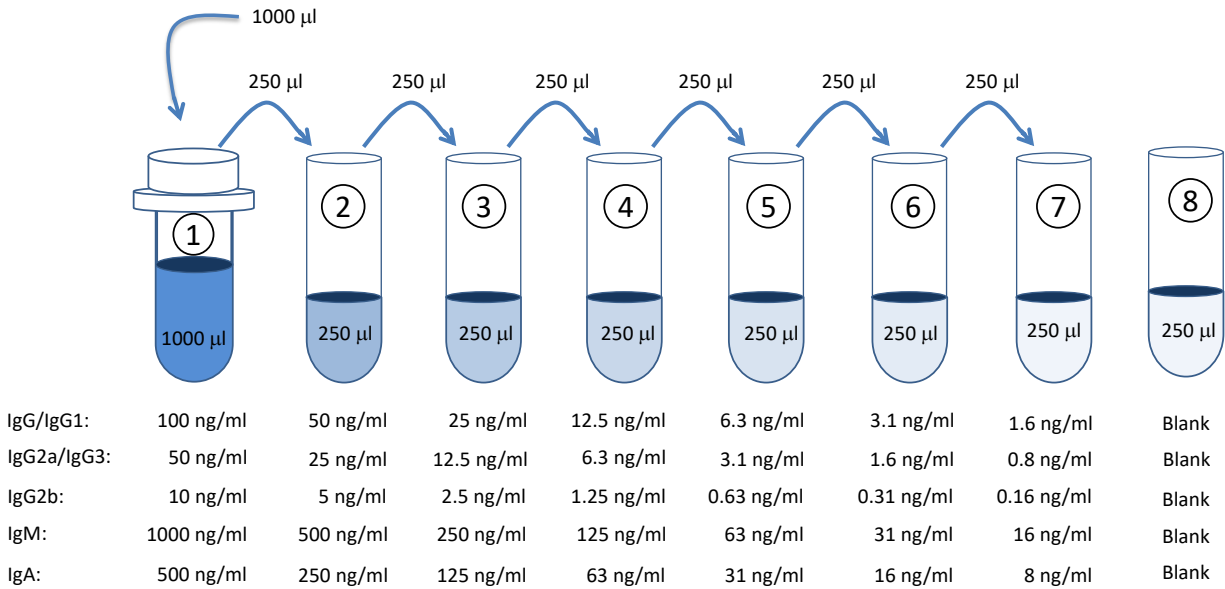 1000 µl
250 µl 250 µl 250 µl 250 µl 250 µl 250 µl
1 2 3 4 5 6 7 8
1000 µl 250 µl 250 µl 250 µl 250 µl 250 µl 250 µl 250 µl
IgG/IgG1: 100 ng/ml 50 ng/ml 25 ng/ml 12.5 ng/ml 6.3 ng/ml 3.1 ng/ml 1.6 ng/ml Blank
IgG2a/IgG3: 50 ng/ml 25 ng/ml 12.5 ng/ml 6.3 ng/ml 3.1 ng/ml 1.6 ng/ml 0.8 ng/ml Blank
IgG2b: 10 ng/ml 5 ng/ml 2.5 ng/ml 1.25 ng/ml 0.63 ng/ml 0.31 ng/ml 0.16 ng/ml Blank
IgM: 1000 ng/ml 500 ng/ml 250 ng/ml 125 ng/ml 63 ng/ml 31 ng/ml 16 ng/ml Blank
IgA: 500 ng/ml 250 ng/ml 125 ng/ml 63 ng/ml 31 ng/ml 16 ng/ml 8 ng/ml Blank